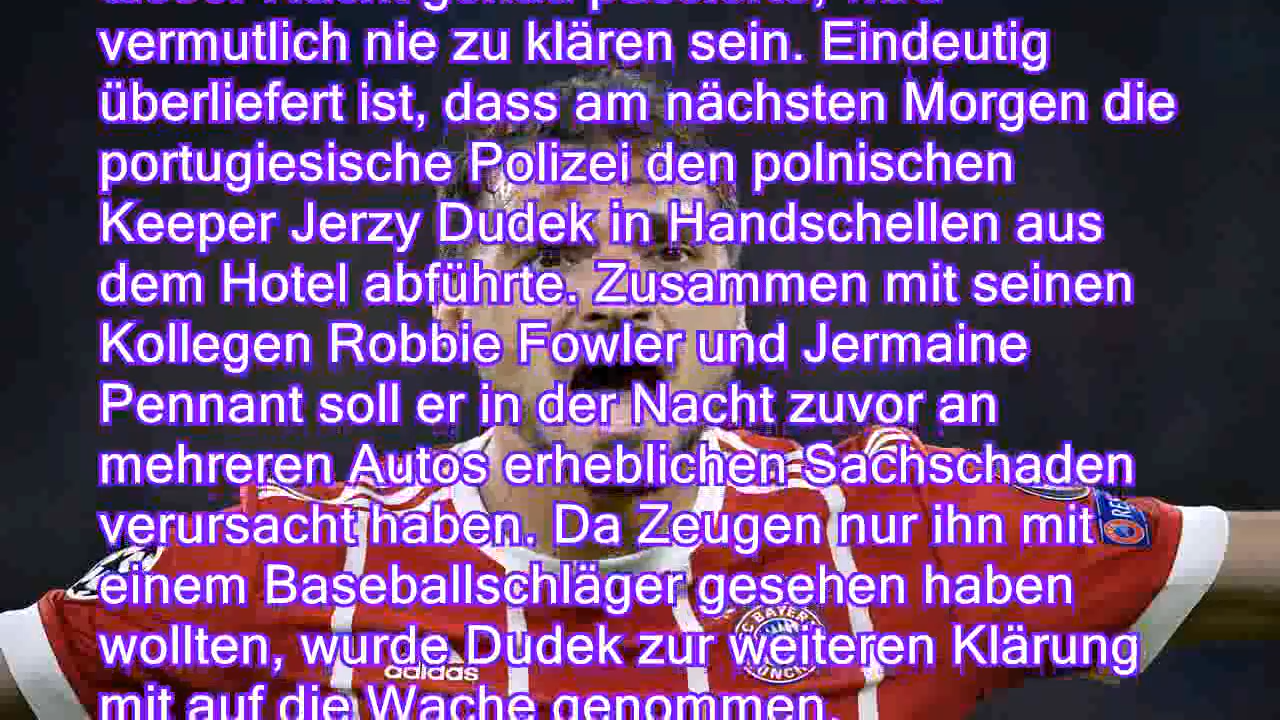 vermutlich nie zu klären sein. Eindeutig
überliefert ist, dass am nächsten Morgen die
portugiesische Polizei den polnischen
Keeper Jerzy Dudek in Handschellen aus
dem Hotel abführte. Zusammen mit seinen
Kollegen Robbie Fowler und Jermaine
Pennant soll er in der Nacht zuvor an
mehreren Autos erheblichen Sachschaden
verursacht haben. Da Zeugen nur ihn mit
einem Baseballschläger gesehen haben
wollten, wurde Dudek zur weiteren Klärung
mit auf die Wache genommen.
adidas